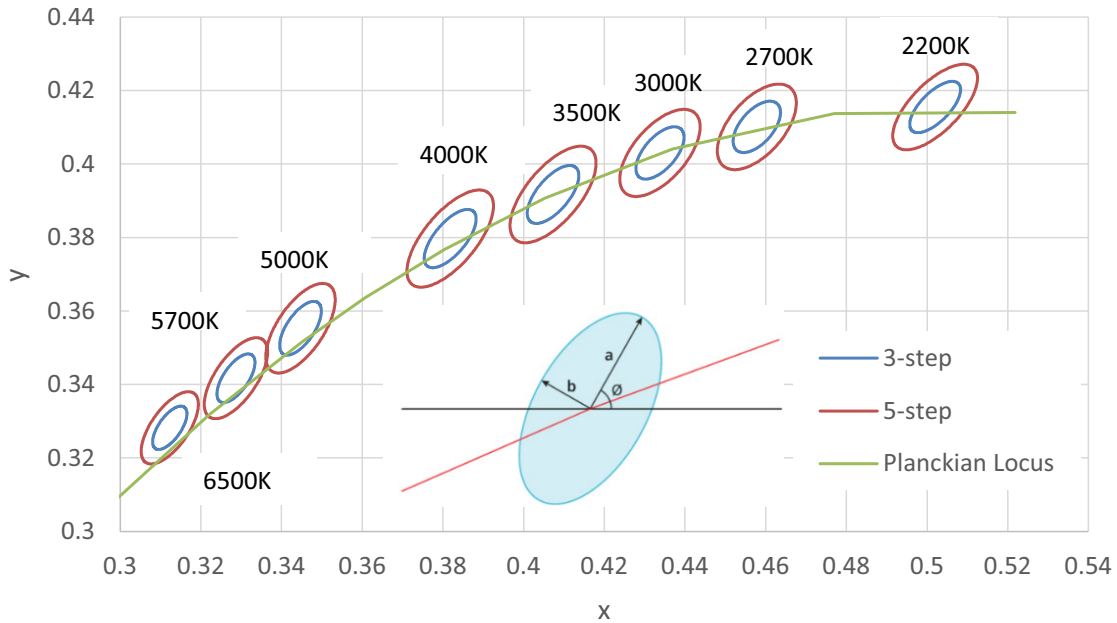 0.44
0.42
0.4
0.38
0.36
0.34
0.32
0.3
y
2200K
2700K
3000K
3500K
4000K
5000K
5700K
6500K
a
b
Ø
3-step
5-step
Planckian Locus
0.3 0.32 0.34 0.36 0.38 0.4 0.42 0.44 0.46 0.48 0.5 0.52 0.54
x